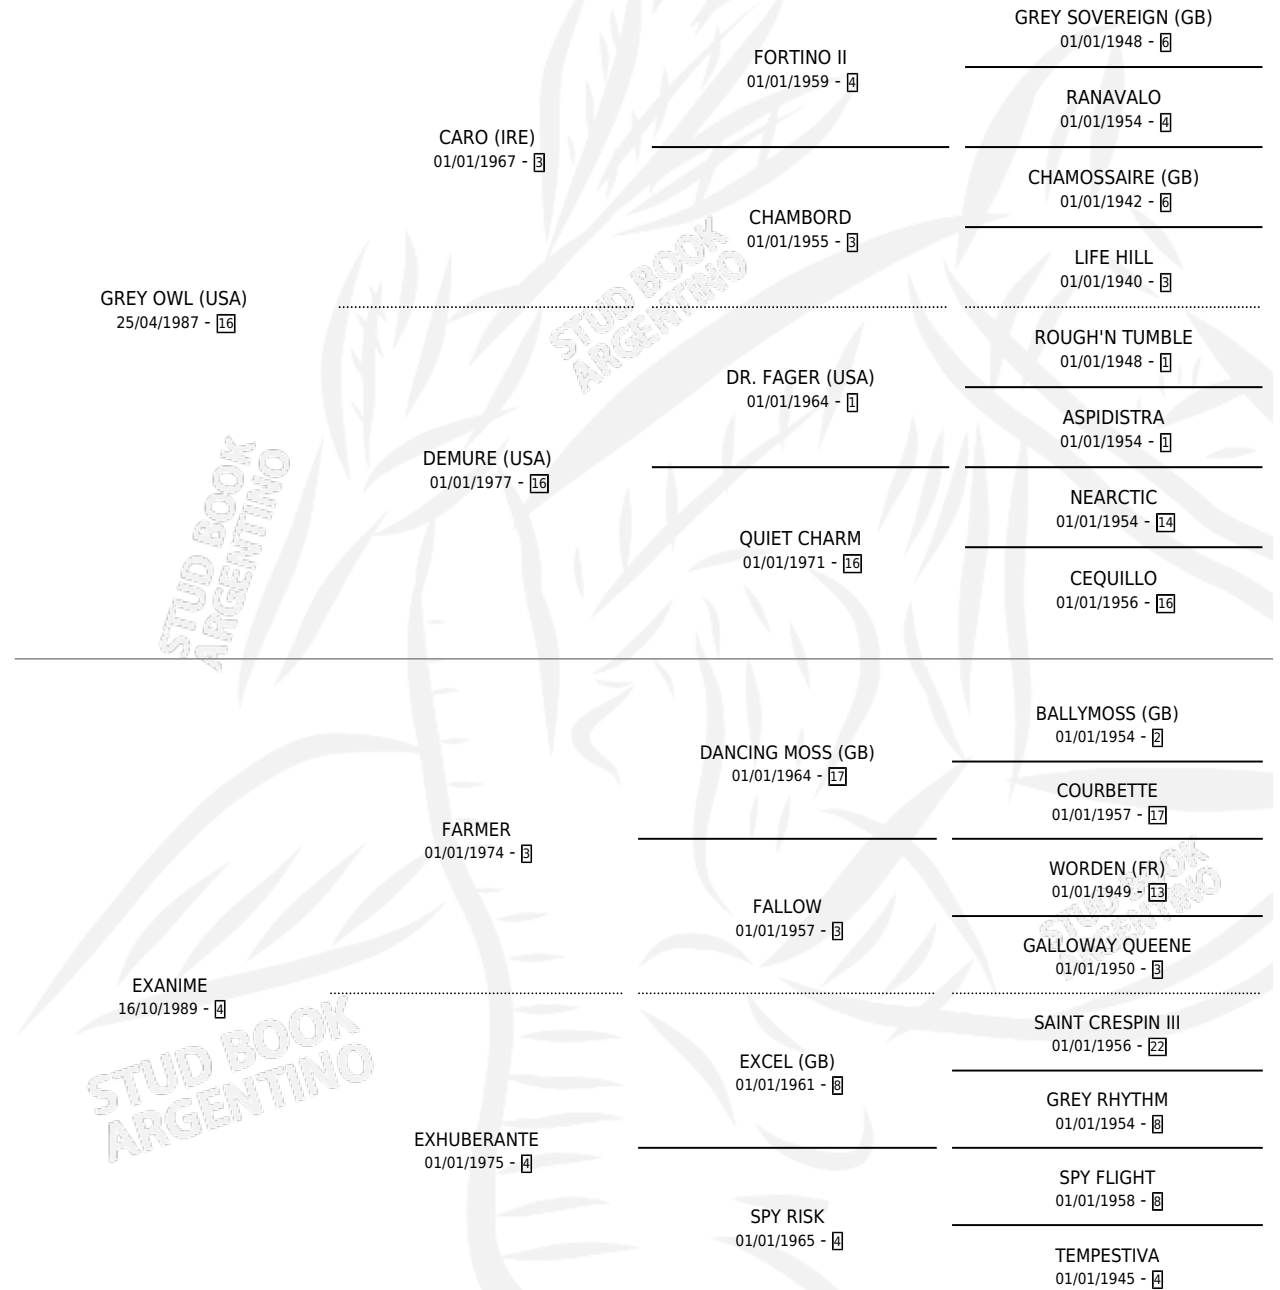 GREY SOVEREIGN (GB)
01/01/1948 - 6
FORTINO II
01/01/1959 - 4
RANAVALO
01/01/1954 - 4
CARO (IRE)
01/01/1967 - 3
CHAMOSSAIRE (GB)
01/01/1942 - 6
CHAMBORD
01/01/1955 - 3
LIFE HILL
01/01/1940 - 3
GREY OWL (USA)
25/04/1987 - 16
STUD BOOK
ARGENTINO
ROUGH'N TUMBLE
01/01/1948 - 1
DR. FAGER (USA)
01/01/1964 - 1
ASPIDISTRA
01/01/1954 - 1
DEMURE (USA)
01/01/1977 - 16
NEARCTIC
01/01/1954 - 14
QUIET CHARM
01/01/1971 - 16
CEQUILLO
01/01/1956 - 16
STUD BOOK
ARGENTINO
BALLYMOSS (GB)
01/01/1954 - 2
DANCING MOSS (GB)
01/01/1964 - 17
COURBETTE
01/01/1957 - 17
FARMER
01/01/1974 - 3
WORDEN (FR)
01/01/1949 - 13
STUD BOOK
ARGENTINO
FALLOW
01/01/1957 - 3
GALLOWAY QUEENE
01/01/1950 - 3
EXANIME
16/10/1989 - 4
STUD BOOK
ARGENTINO
SAINT CRESPIN III
01/01/1956 - 22
EXCEL (GB)
01/01/1961 - 8
GREY RHYTHM
01/01/1954 - 8
EXHUBERANTE
01/01/1975 - 4
SPY FLIGHT
01/01/1958 - 8
SPY RISK
01/01/1965 - 4
TEMPESTIVA
01/01/1945 - 4